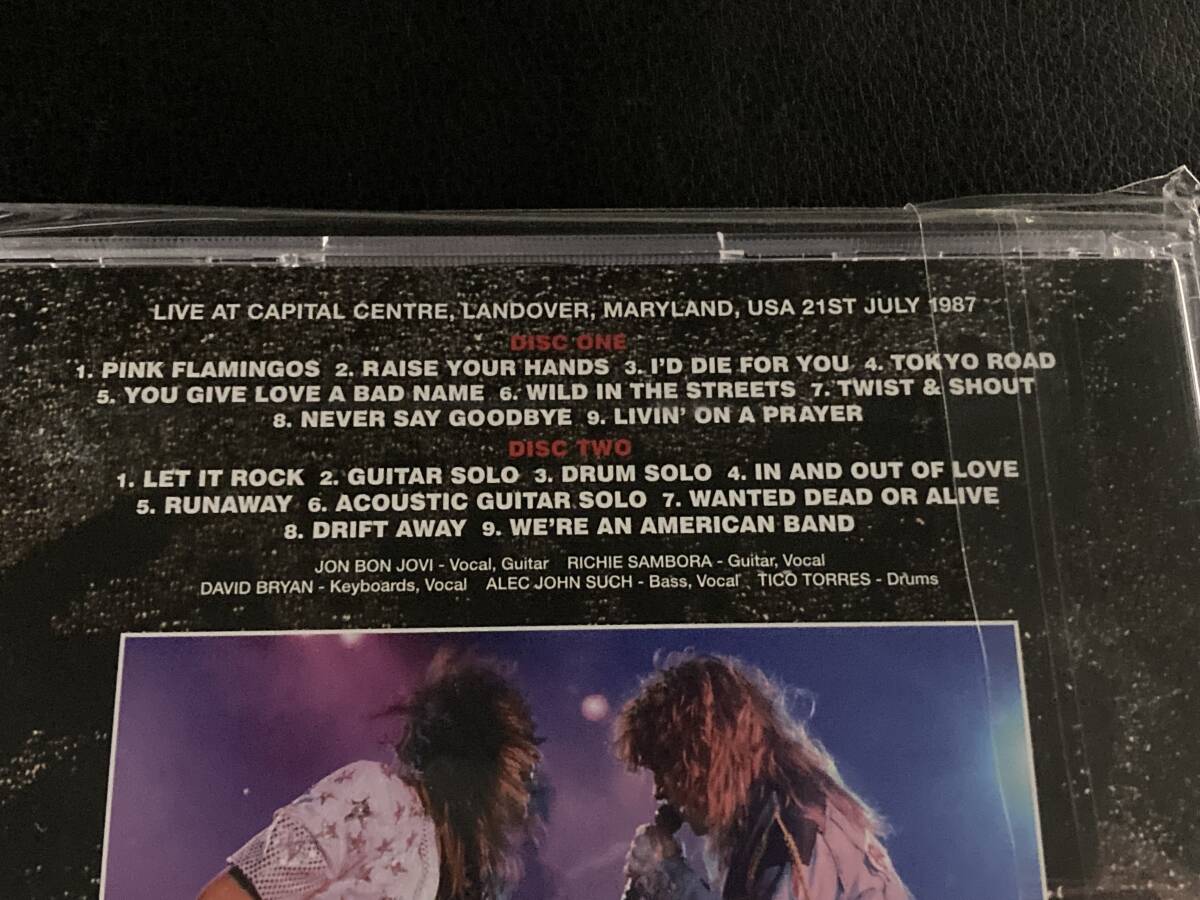 LIVE AT CAPITAL CENTRE, LANDOVER, MARYLAND, USA 21ST JULY 1987
DISC ONE
1. PINK FLAMINGOS 2. RAISE YOUR HANDS 3. I'D DIE FOR YOU 4. TOKYO ROAD
5. YOU GIVE LOVE A BAD NAME 6. WILD IN THE STREETS 7. TWIST & SHOUT
8. NEVER SAY GOODBYE 9. LIVIN' ON A PRAYER
DISC TWO
1. LET IT ROCK 2. GUITAR SOLO 3. DRUM SOLO 4. IN AND OUT OF LOVE
5. RUNAWAY 6. ACOUSTIC GUITAR SOLO 7. WANTED DEAD OR ALIVE
8. DRIFT AWAY 9. WE'RE AN AMERICAN BAND
JON BON JOVI - Vocal, Guitar RICHIE SAMBORA - Guitar, Vocal
DAVID BRYAN - Keyboards, Vocal ALEC JOHN SUCH - Bass, Vocal TICO TORRES - Drums